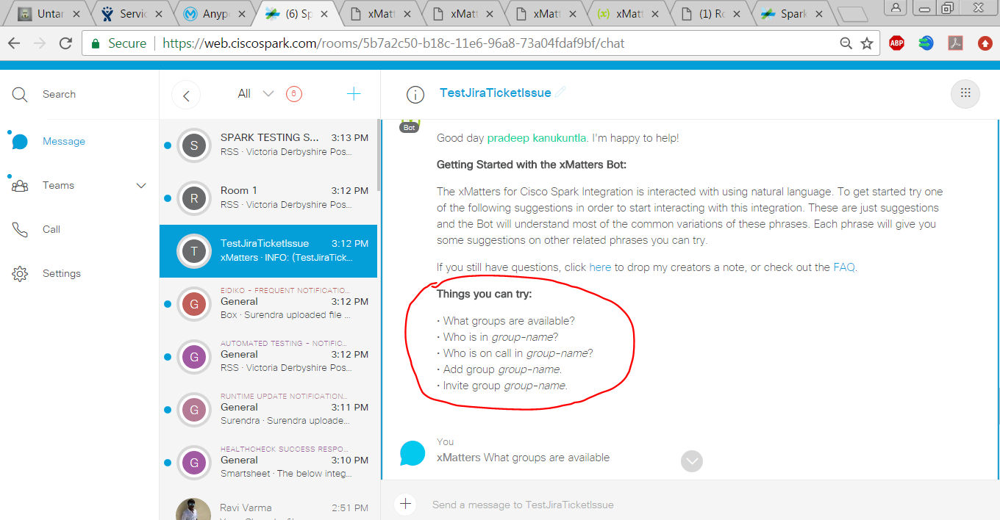 Untar
Servic
Anypo
(6) Sp
xMatt
xMatt
xMatt
(x) xMatt
(1) Ro
Spark
Secure https://web.ciscospark.com/rooms/5b7a2c50-b18c-11e6-96a8-73a04fdaf9bf/chat
ABP
Search
Message
Teams
Call
Settings
All 6
S SPARK TESTING S... 3:13 PM
RSS · Victoria Derbyshire Pos...
R Room 1 3:12 PM
RSS · Victoria Derbyshire Pos...
T TestJiraTicketIssue 3:12 PM
xMatters · INFO: (TestJiraTick...
EIDIKO - FREQUENT NOTIFICATIO...
G General 3:12 PM
Box · Surendra uploaded file ...
AUTOMATED TESTING - NOTIFIC...
G General 3:12 PM
RSS · Victoria Derbyshire Pos...
RUNTIME UPDATE NOTIFICATION...
G General 3:11 PM
Surendra · Surendra uploade...
HEALTHCHECK SUCCESS RESPO...
G General 3:10 PM
Smartsheet · The below integ...
Ravi Varma 2:51 PM
TestJiraTicketIssue
Bot
Good day pradeep kanukuntla. I'm happy to help!
Getting Started with the xMatters Bot:
The xMatters for Cisco Spark Integration is interacted with using natural language. To get started try one
of the following suggestions in order to start interacting with this integration. These are just suggestions
and the Bot will understand most of the common variations of these phrases. Each phrase will give you
some suggestions on other related phrases you can try.
If you still have questions, click here to drop my creators a note, or check out the FAQ.
Things you can try:
· What groups are available?
· Who is in group-name?
· Who is on call in group-name?
· Add group group-name.
· Invite group group-name.
You
xMatters What groups are available
Send a message to TestJiraTicketIssue